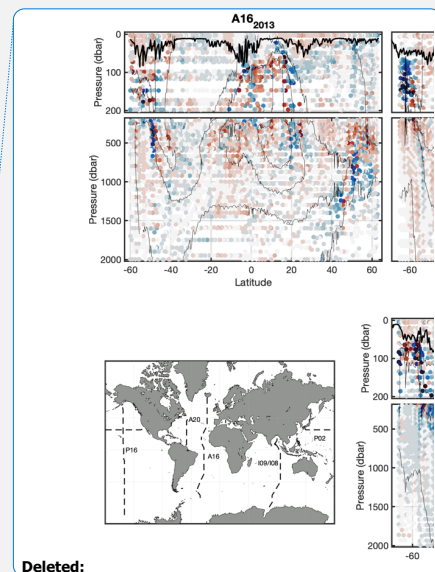 A16 2013
Pressure (dbar)
0
100
200
Pressure (dbar)
500
1000
1500
2000
-60 -40 -20 0 20 40 60
Latitude
-60
Pressure (dbar)
0
100
200
Pressure (dbar)
500
1000
1500
2000
-60
A20
P16
A16
I09/I08
P02
Deleted: